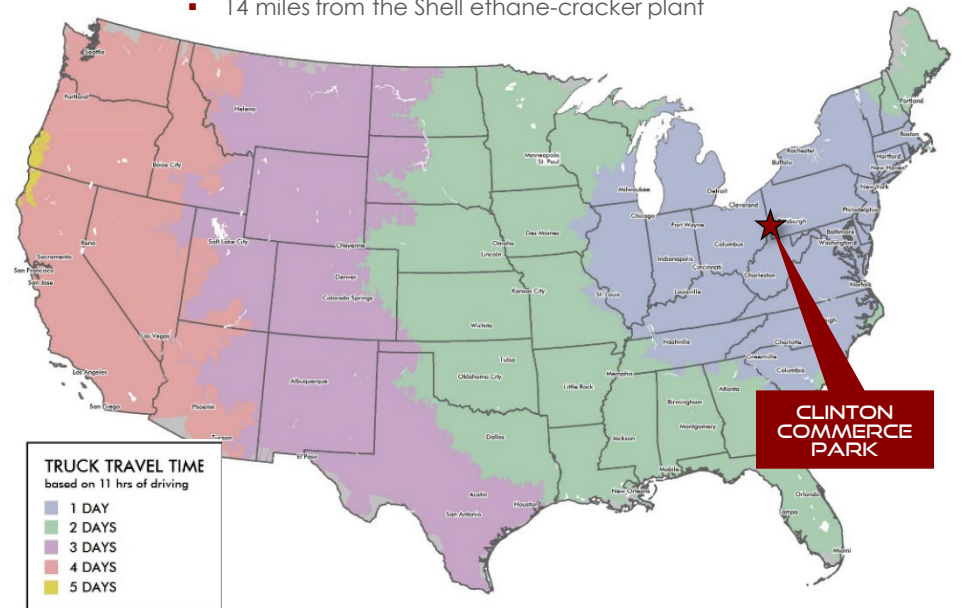 14 miles from the Shell ethane-cracker plant
Seattle
Portland
Helena
Boise City
Minneapolis
St. Paul
Portland
Boston
Rochester
Buffalo
Hartford
New Haven
New York
Milwaukee
Detroit
Cleveland
Chicago
Fort Wayne
Philadelphia
Baltimore
Washington
Columbus
Reno
Salt Lake City
Cheyenne
Omaha
Lincoln
Des Moines
Indianapolis
Cincinnati
Charleston
Sacramento
San Francisco
San Jose
Denver
Colorado Springs
Kansas City
St. Louis
Louisville
Norfolk
Las Vegas
Wichita
Nashville
Charlotte
Greenville
Columbia
Los Angeles
San Diego
Albuquerque
Tulsa
Oklahoma City
Little Rock
Memphis
Atlanta
Birmingham
Phoenix
Tucson
Dallas
Jackson
Montgomery
CLINTON
COMMERCE
PARK
El Paso
Mobile
Austin
Houston
San Antonio
New Orleans
Orlando
Tampa
Miami
TRUCK TRAVEL TIME
based on 11 hrs of driving
1 DAY
2 DAYS
3 DAYS
4 DAYS
5 DAYS